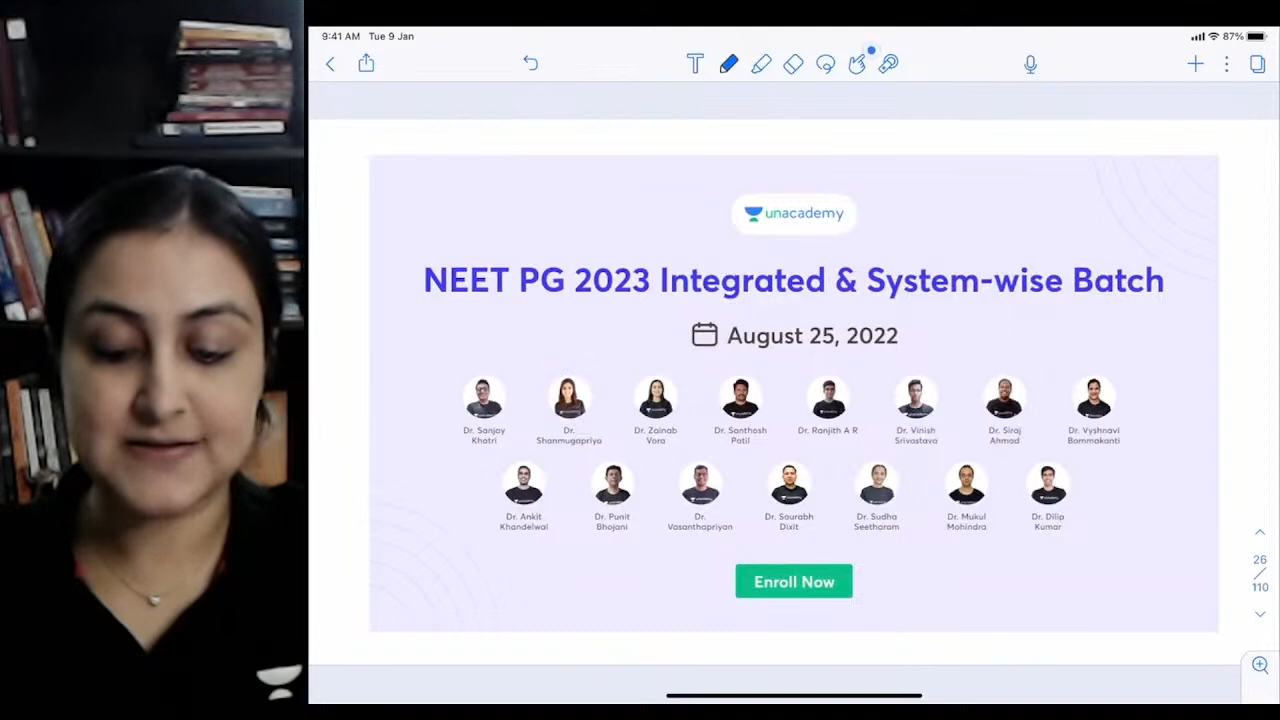 9:41 AM Tue 9 Jan
87%
unacademy
NEET PG 2023 Integrated & System-wise Batch
August 25, 2022
Dr. Sanjay Khatri
Dr. Shanmugapriya
Dr. Zainab Vora
Dr. Santhosh Patil
Dr. Ranjith A R
Dr. Vinish Srivastava
Dr. Siraj Ahmad
Dr. Vyshnavi Bommakanti
Dr. Ankit Khandelwal
Dr. Punit Bhojani
Dr. Vasanthapriyan
Dr. Sourabh Dixit
Dr. Sudha Seetharam
Dr. Mukul Mohindra
Dr. Dilip Kumar
Enroll Now
26
110